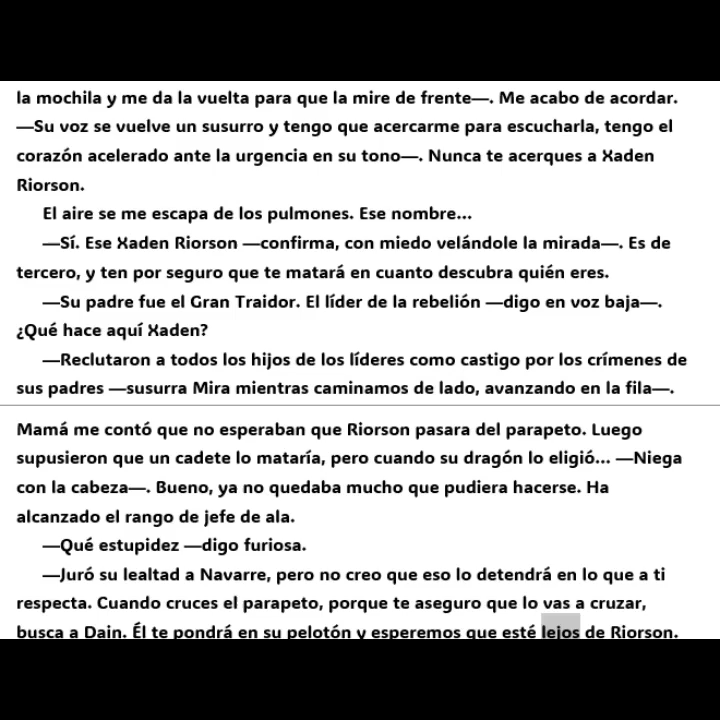 la mochila y me da la vuelta para que la mire de frente—. Me acabo de acordar.
—Su voz se vuelve un susurro y tengo que acercarme para escucharla, tengo el
corazón acelerado ante la urgencia en su tono—. Nunca te acerques a Xaden
Riorson.
El aire se me escapa de los pulmones. Ese nombre...
—Sí. Ese Xaden Riorson —confirma, con miedo velándole la mirada—. Es de
tercero, y ten por seguro que te matará en cuanto descubra quién eres.
—Su padre fue el Gran Traidor. El líder de la rebelión —digo en voz baja—.
¿Qué hace aquí Xaden?
—Reclutaron a todos los hijos de los líderes como castigo por los crímenes de
sus padres —susurra Mira mientras caminamos de lado, avanzando en la fila—.
Mamá me contó que no esperaban que Riorson pasara del parapeto. Luego
supusieron que un cadete lo mataría, pero cuando su dragón lo eligió... —Niega
con la cabeza—. Bueno, ya no quedaba mucho que pudiera hacerse. Ha
alcanzado el rango de jefe de ala.
—Qué estupidez —digo furiosa.
—Juró su lealtad a Navarre, pero no creo que eso lo detendrá en lo que a ti
respecta. Cuando cruces el parapeto, porque te aseguro que lo vas a cruzar,
busca a Dain. Él te pondrá en su pelotón y esperemos que esté lejos de Riorson.